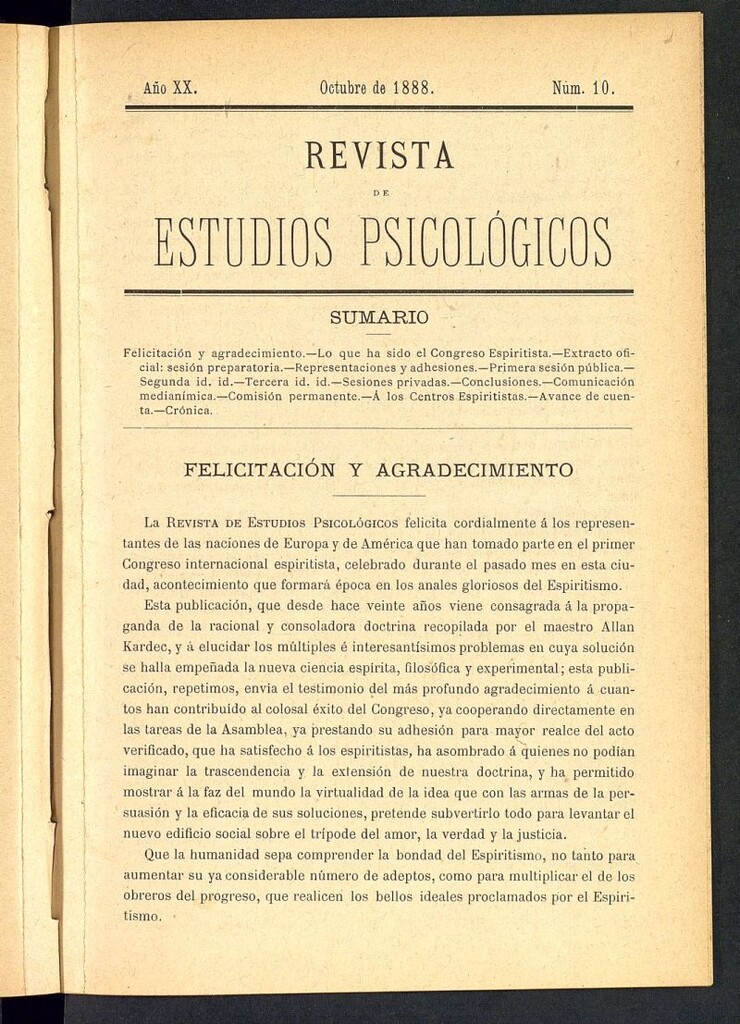 Año XX. Octubre de 1888. Núm. 10.
REVISTA
DE
ESTUDIOS PSICOLÓGICOS
SUMARIO
Felicitación y agradecimiento.—Lo que ha sido el Congreso Espiritista.—Extracto ofi-
cial: sesión preparatoria.—Representaciones y adhesiones.—Primera sesión pública.—
Segunda id. id.—Tercera id. id.—Sesiones privadas.—Conclusiones.—Comunicación
medianímica.—Comisión permanente.—Á los Centros Espiritistas.—Avance de cuen-
ta.—Crónica.
FELICITACIÓN Y AGRADECIMIENTO
La REVISTA DE ESTUDIOS PSICOLÓGICOS felicita cordialmente á los represen-
tantes de las naciones de Europa y de América que han tomado parte en el primer
Congreso internacional espiritista, celebrado durante el pasado mes en esta ciu-
dad, acontecimiento que formará época en los anales gloriosos del Espiritismo.
Esta publicación, que desde hace veinte años viene consagrada á la propa-
ganda de la racional y consoladora doctrina recopilada por el maestro Allan
Kardec, y á elucidar los múltiples é interesantísimos problemas en cuya solución
se halla empeñada la nueva ciencia espírita, filosófica y experimental; esta publi-
cación, repetimos, envia el testimonio del más profundo agradecimiento á cuan-
tos han contribuído al colosal éxito del Congreso, ya cooperando directamente en
las tareas de la Asamblea, ya prestando su adhesión para mayor realce del acto
verificado, que ha satisfecho á los espiritistas, ha asombrado á quienes no podían
imaginar la trascendencia y la extensión de nuestra doctrina, y ha permitido
mostrar á la faz del mundo la virtualidad de la idea que con las armas de la per-
suasión y la eficacia de sus soluciones, pretende subvertirlo todo para levantar el
nuevo edificio social sobre el trípode del amor, la verdad y la justicia.
Que la humanidad sepa comprender la bondad del Espiritismo, no tanto para
aumentar su ya considerable número de adeptos, como para multiplicar el de los
obreros del progreso, que realicen los bellos ideales proclamados por el Espiri-
tismo.